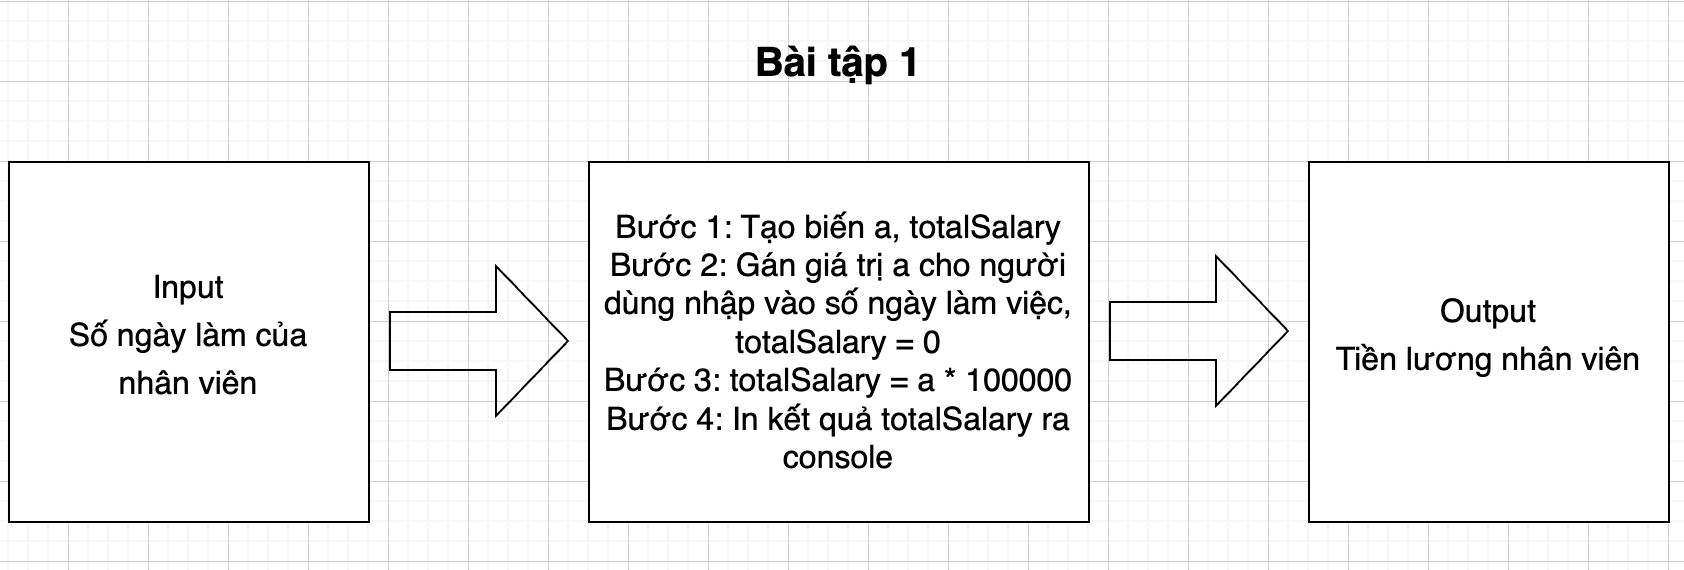 Bài tập 1
Input
Số ngày làm của
nhân viên
Bước 1: Tạo biến a, totalSalary
Bước 2: Gán giá trị a cho người
dùng nhập vào số ngày làm việc,
totalSalary = 0
Bước 3: totalSalary = a * 100000
Bước 4: In kết quả totalSalary ra
console
Output
Tiền lương nhân viên